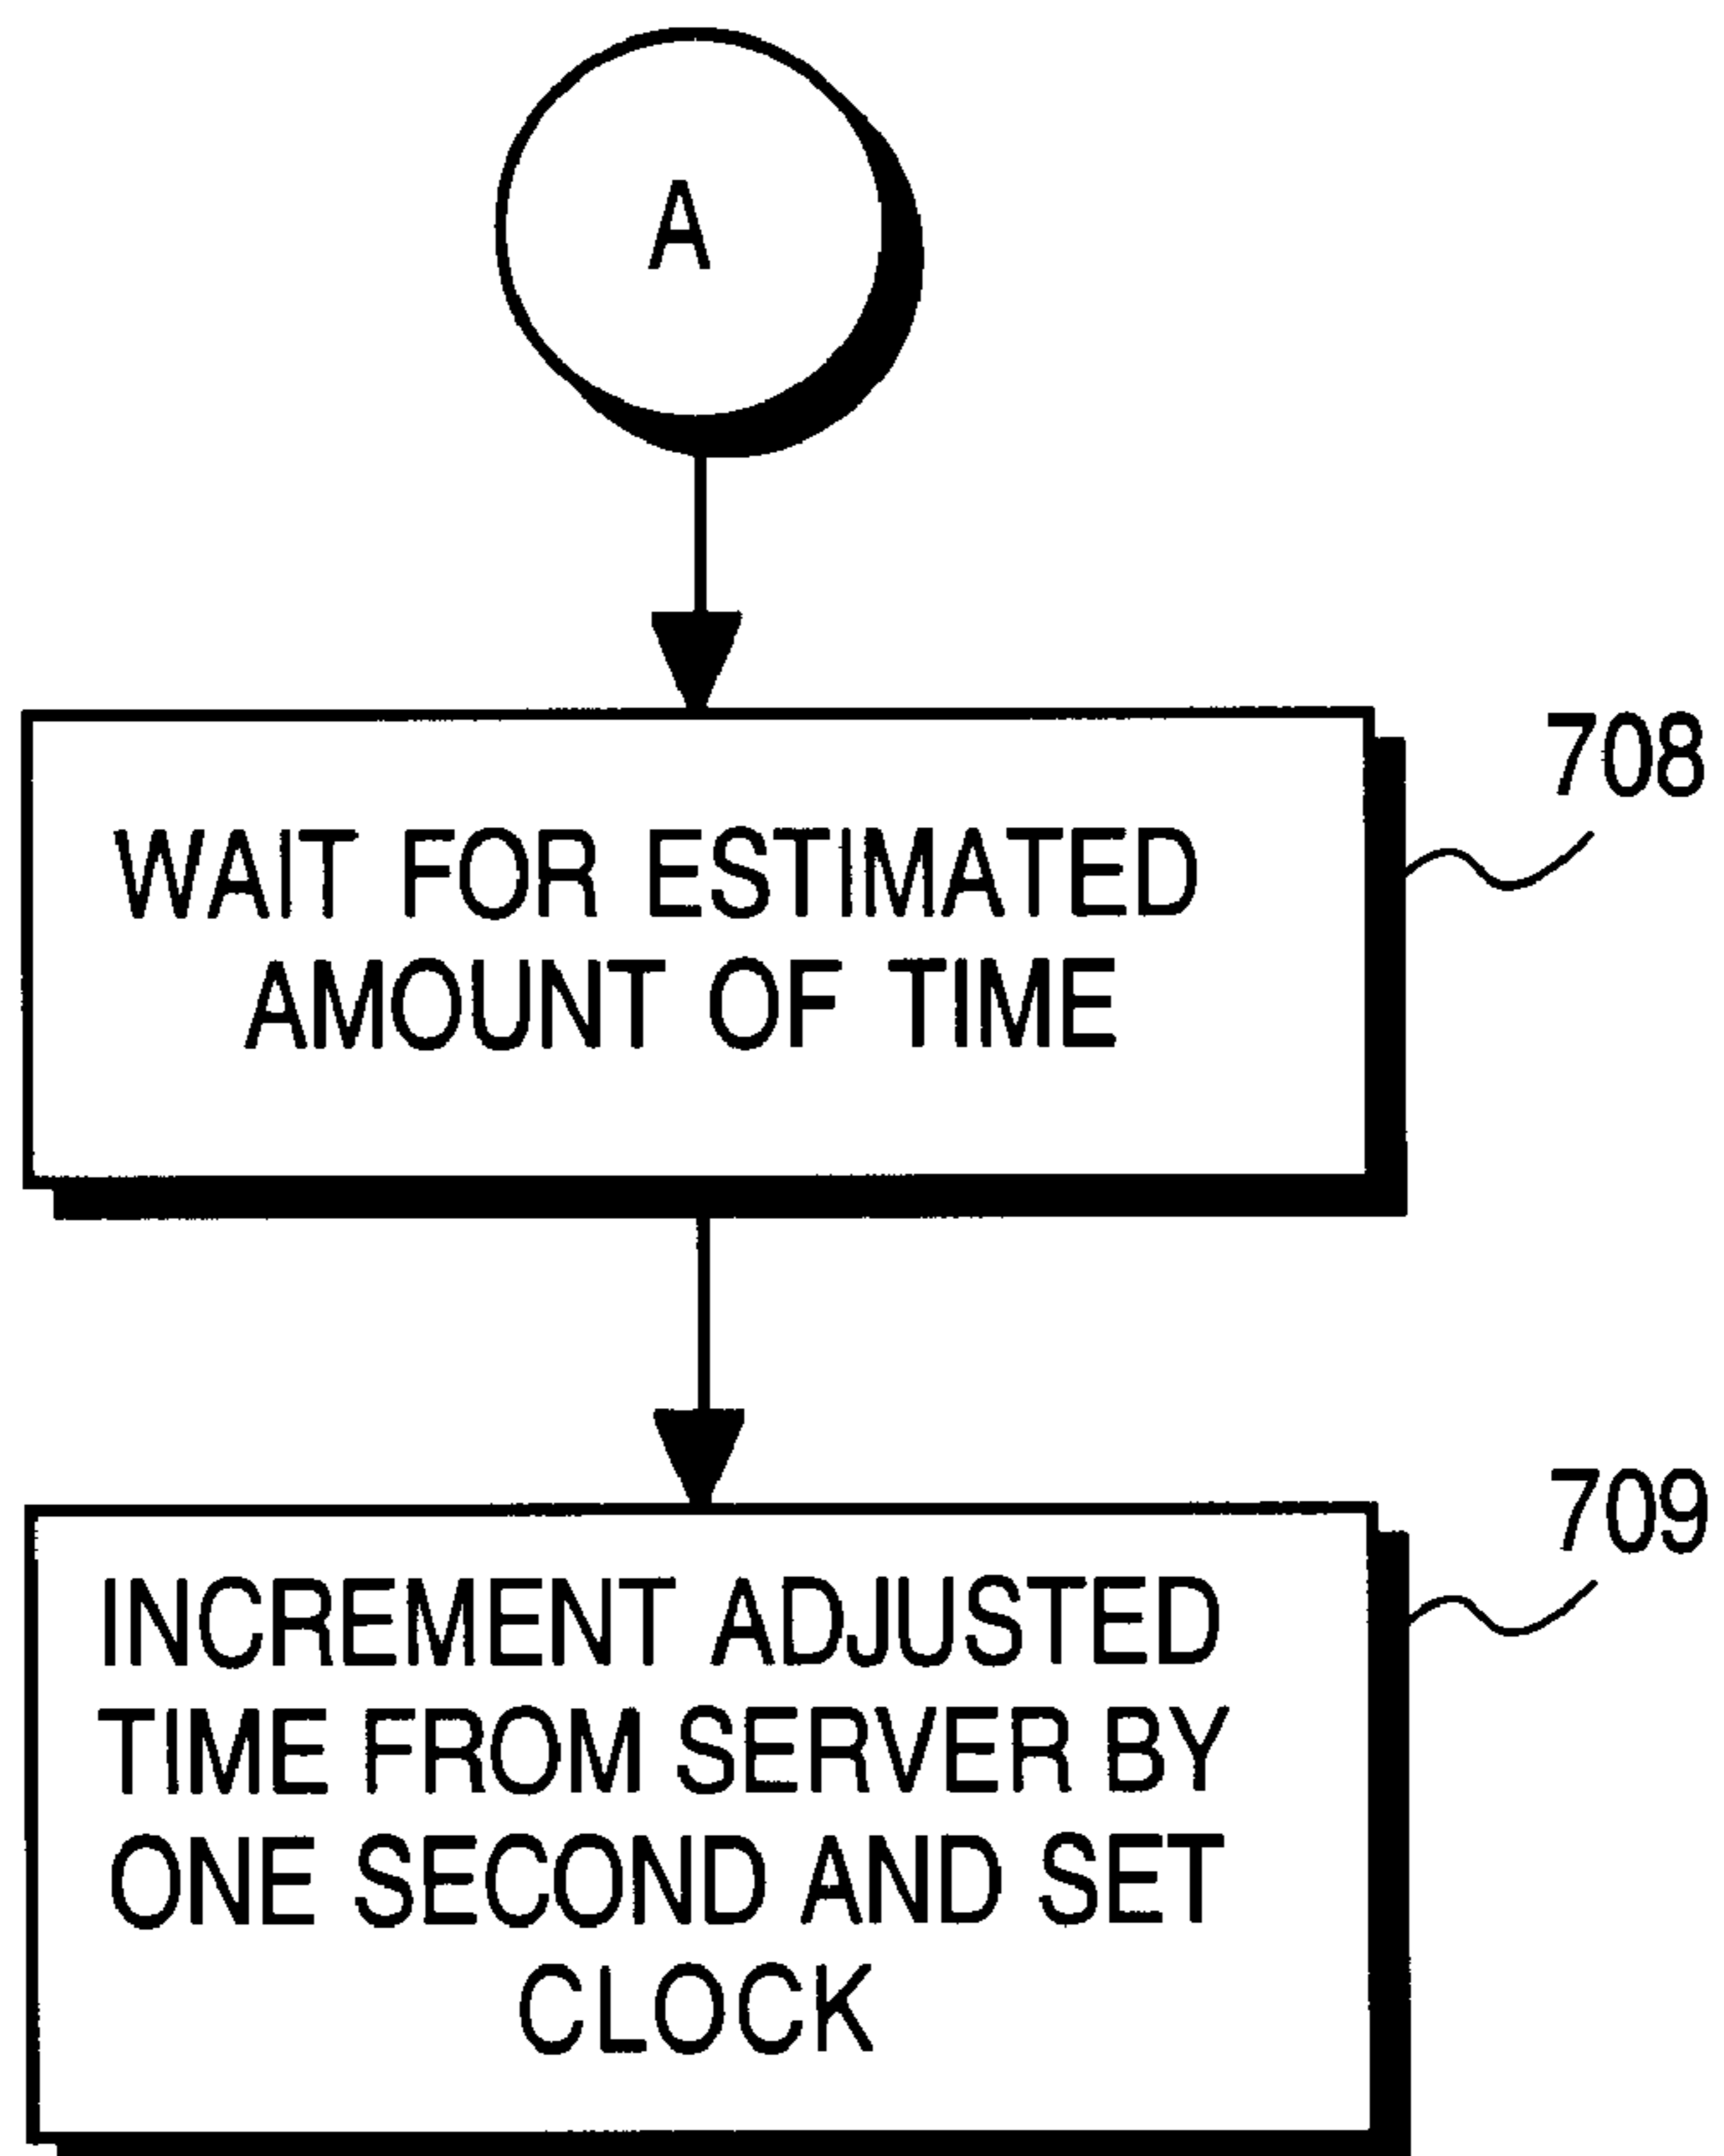 A
708
WAIT FOR ESTIMATED
AMOUNT OF TIME
709
INCREMENT ADJUSTED
TIME FROM SERVER BY
ONE SECOND AND SET
CLOCK